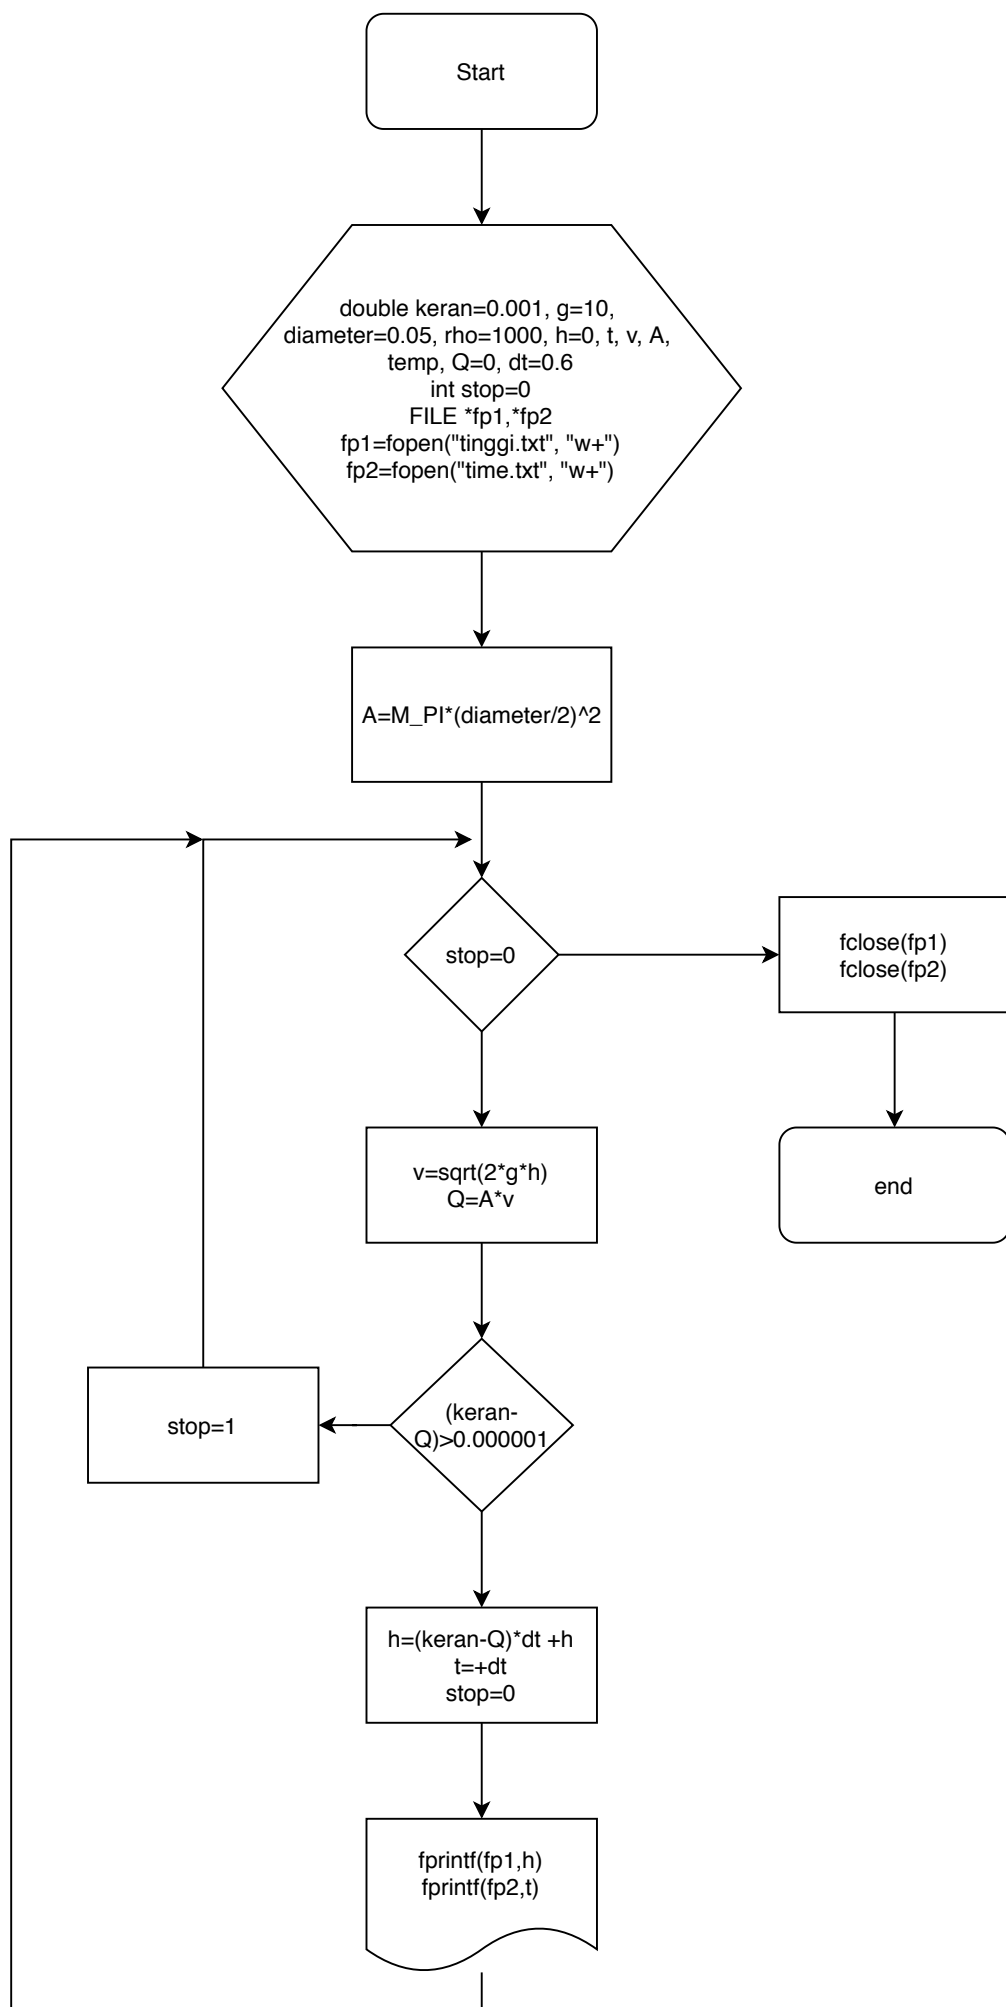 Start
double keran=0.001, g=10,
diameter=0.05, rho=1000, h=0, t, v, A,
temp, Q=0, dt=0.6
int stop=0
FILE *fp1,*fp2
fp1=fopen("tinggi.txt", "w+")
fp2=fopen("time.txt", "w+")
A=M_PI*(diameter/2)^2
stop=0
fclose(fp1)
fclose(fp2)
v=sqrt(2*g*h)
Q=A*v
end
(keran-
Q)>0.000001
stop=1
h=(keran-Q)*dt +h
t=+dt
stop=0
fprintf(fp1,h)
fprintf(fp2,t)